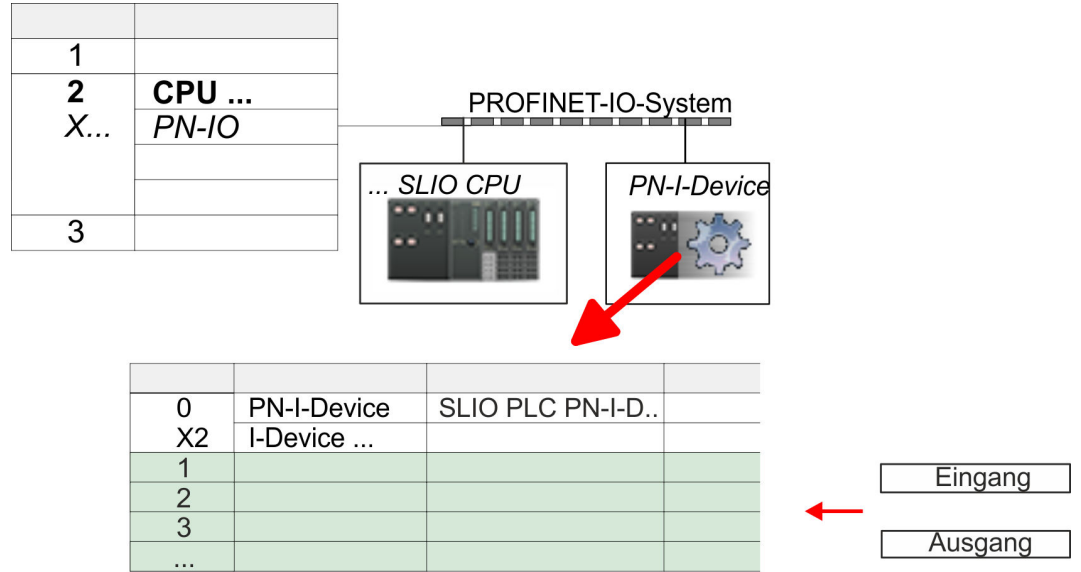 1
2 CPU ...
X... PN-IO
3
PROFINET-IO-System
... SLIO CPU
PN-I-Device
0 PN-I-Device SLIO PLC PN-I-D..
X2 I-Device ...
1
2
3
...
Eingang
Ausgang